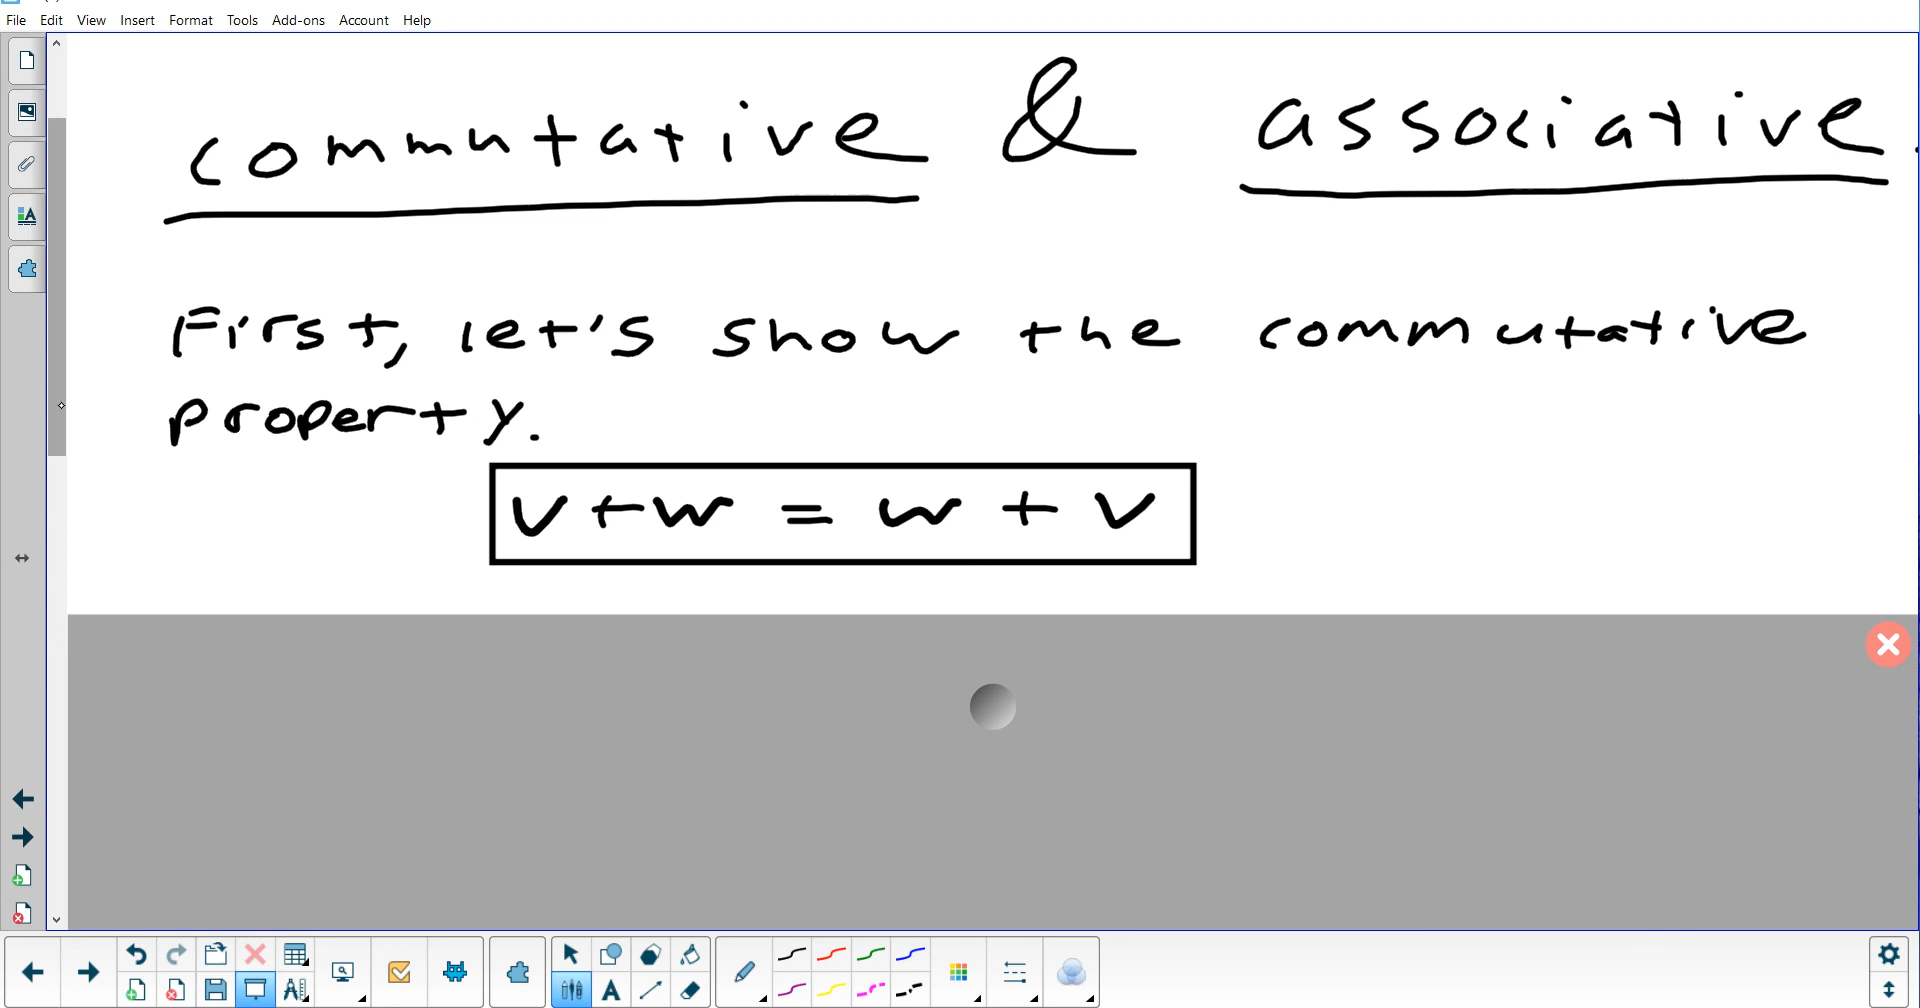 File Edit View Insert Format Tools Add-ons Account Help
commutative & associative.
First, let's show the commutative
property.
v+w = w + v